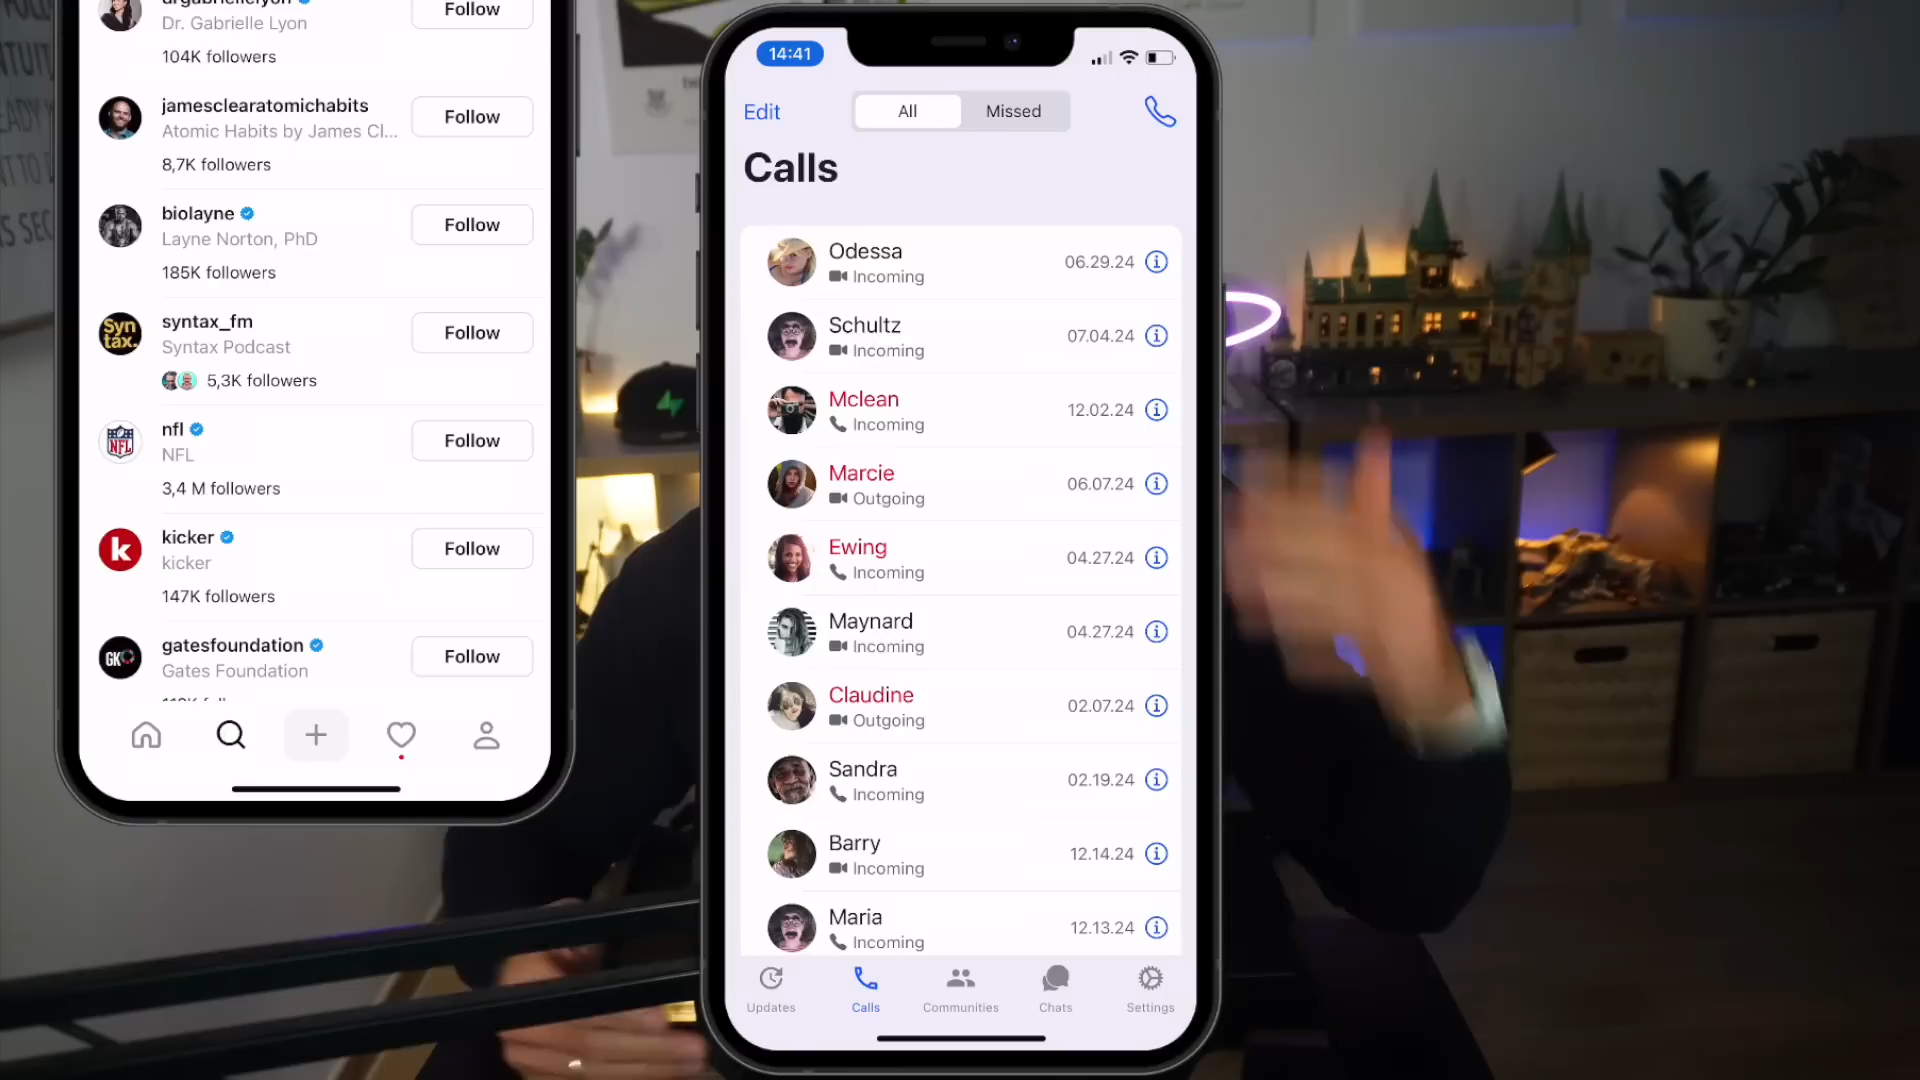 Dr. Gabrielle Lyon
Follow
104K followers
jamesclearatomichabits
Atomic Habits by James Cl...
Follow
8,7K followers
biolayne
Layne Norton, PhD
Follow
185K followers
Syn
tax.
syntax_fm
Syntax Podcast
Follow
5,3K followers
NFL
nfl
NFL
Follow
3,4 M followers
k
kicker
kicker
Follow
147K followers
GK
gatesfoundation
Gates Foundation
Follow
14:41
Edit
All
Missed
Calls
Odessa
Incoming
06.29.24
Schultz
Incoming
07.04.24
Mclean
Incoming
12.02.24
Marcie
Outgoing
06.07.24
Ewing
Incoming
04.27.24
Maynard
Incoming
04.27.24
Claudine
Outgoing
02.07.24
Sandra
Incoming
02.19.24
Barry
Incoming
12.14.24
Maria
Incoming
12.13.24
Updates
Calls
Communities
Chats
Settings